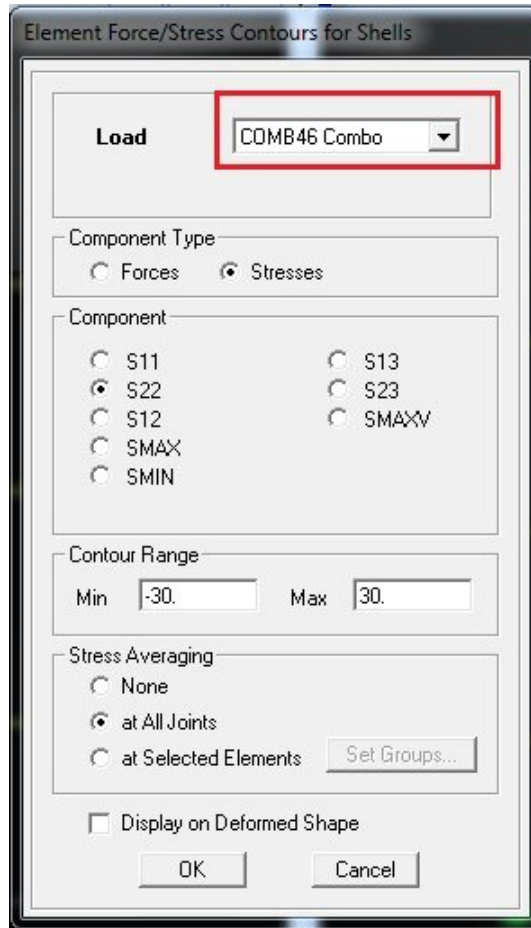 Element Force/Stress Contours for Shells
Load COMB46 Combo
Component Type
Forces Stresses
Component
S11 S13
S22 S23
S12 SMAXV
SMAX
SMIN
Contour Range
Min -30. Max 30.
Stress Averaging
None
at All Joints
at Selected Elements Set Groups...
Display on Deformed Shape
OK Cancel